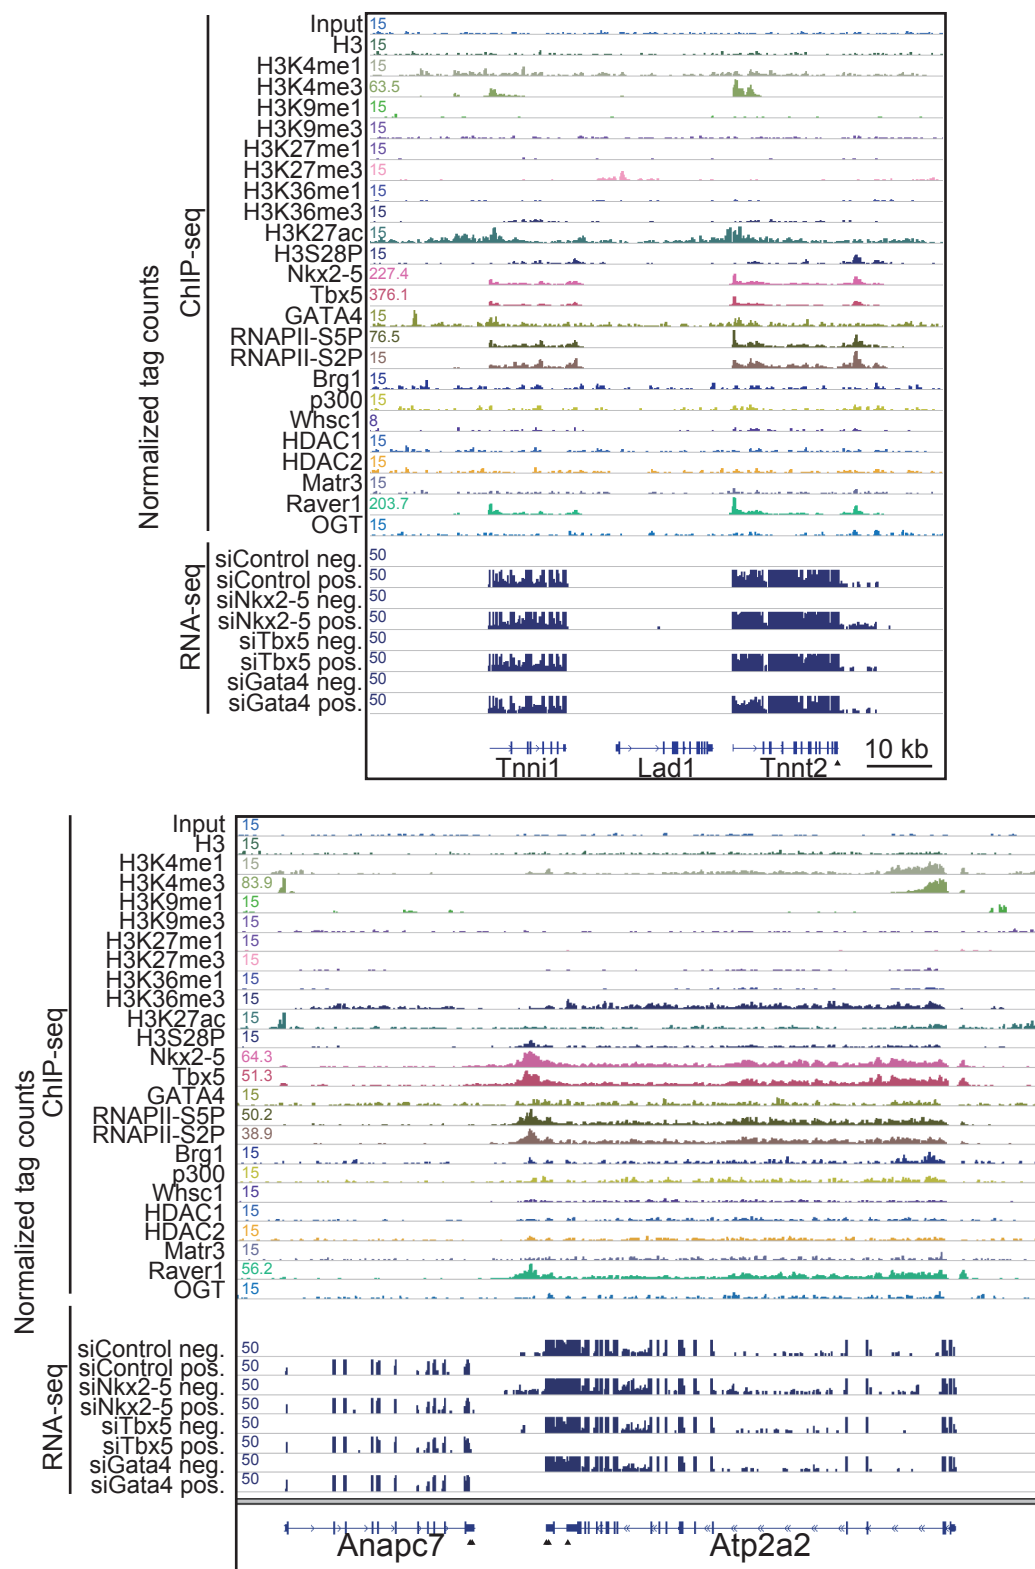 Normalized tag counts
ChIP-seq
Input 15
H3 15
H3K4me1 15
H3K4me3 63.5
H3K9me1 15
H3K9me3 15
H3K27me1 15
H3K27me3 15
H3K36me1 15
H3K36me3 15
H3K27ac 15
H3S28P 15
Nkx2-5 227.4
Tbx5 376.1
GATA4 15
RNAPII-S5P 76.5
RNAPII-S2P 15
Brg1 15
p300 15
Whsc1 8
HDAC1 15
HDAC2 15
Matr3 15
Raver1 203.7
OGT 15
RNA-seq
siControl neg. 50
siControl pos. 50
siNkx2-5 neg. 50
siNkx2-5 pos. 50
siTbx5 neg. 50
siTbx5 pos. 50
siGata4 neg. 50
siGata4 pos. 50
Tnni1 Lad1 Tnnt2 10 kb
Normalized tag counts
ChIP-seq
Input 15
H3 15
H3K4me1 15
H3K4me3 83.9
H3K9me1 15
H3K9me3 15
H3K27me1 15
H3K27me3 15
H3K36me1 15
H3K36me3 15
H3K27ac 15
H3S28P 15
Nkx2-5 64.3
Tbx5 51.3
GATA4 15
RNAPII-S5P 50.2
RNAPII-S2P 38.9
Brg1 15
p300 15
Whsc1 15
HDAC1 15
HDAC2 15
Matr3 15
Raver1 56.2
OGT 15
RNA-seq
siControl neg. 50
siControl pos. 50
siNkx2-5 neg. 50
siNkx2-5 pos. 50
siTbx5 neg. 50
siTbx5 pos. 50
siGata4 neg. 50
siGata4 pos. 50
Anapc7 Atp2a2